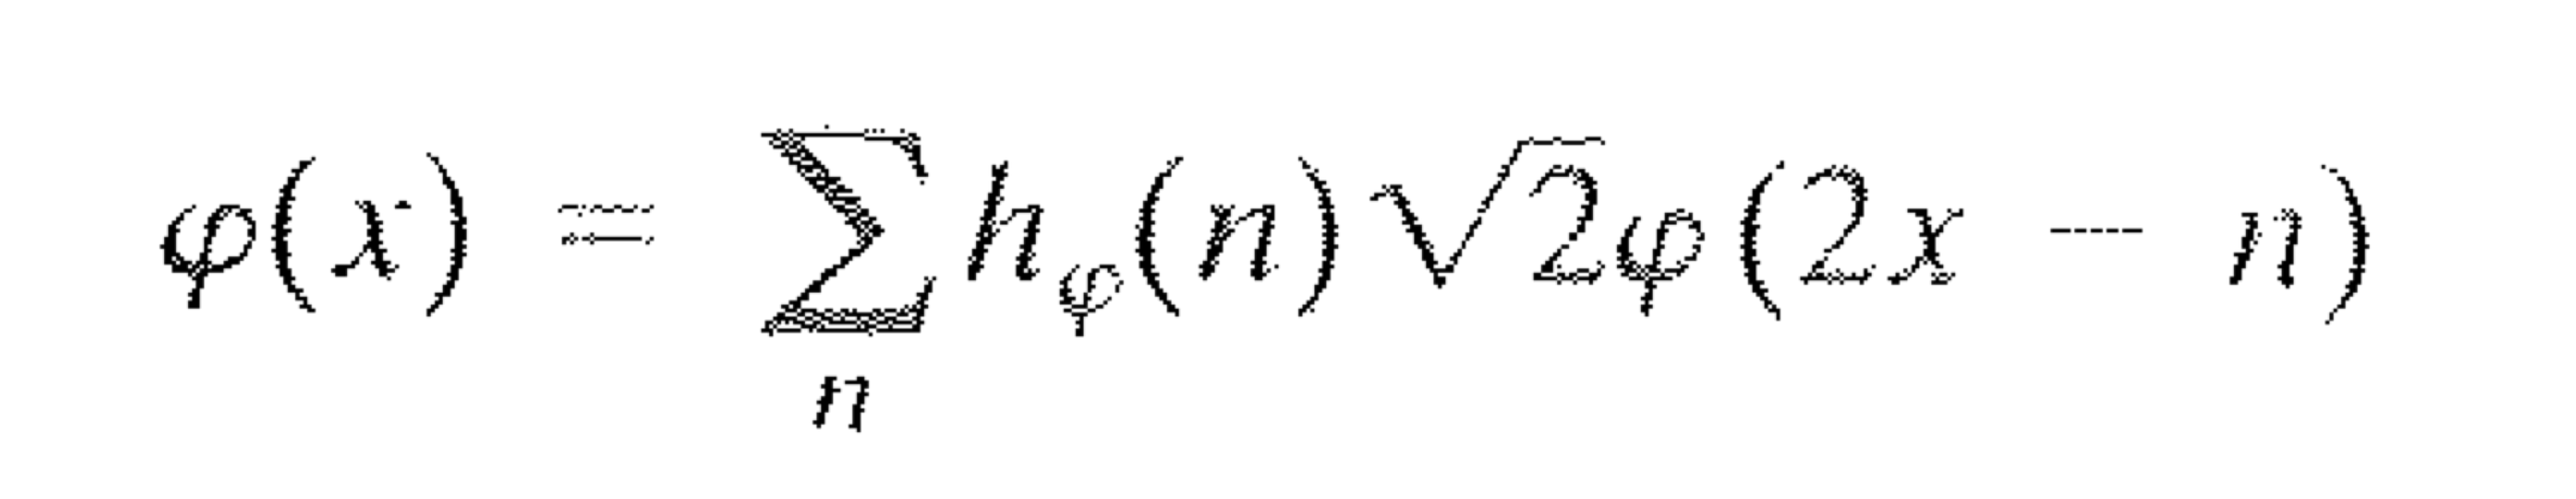 φ(x) = ∑ₙ h_φ(n)√2φ(2x − n)